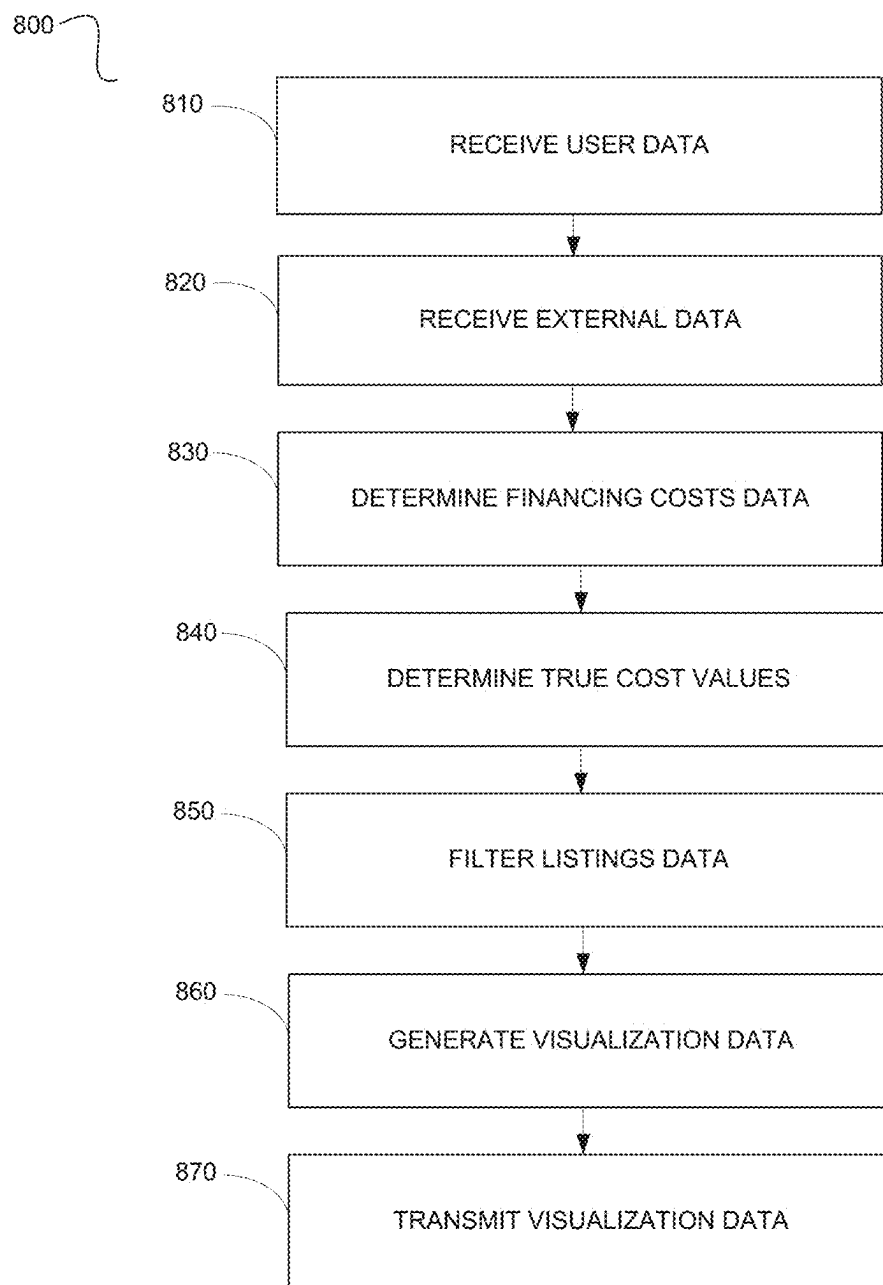 800
810
RECEIVE USER DATA
820
RECEIVE EXTERNAL DATA
830
DETERMINE FINANCING COSTS DATA
840
DETERMINE TRUE COST VALUES
850
FILTER LISTINGS DATA
860
GENERATE VISUALIZATION DATA
870
TRANSMIT VISUALIZATION DATA